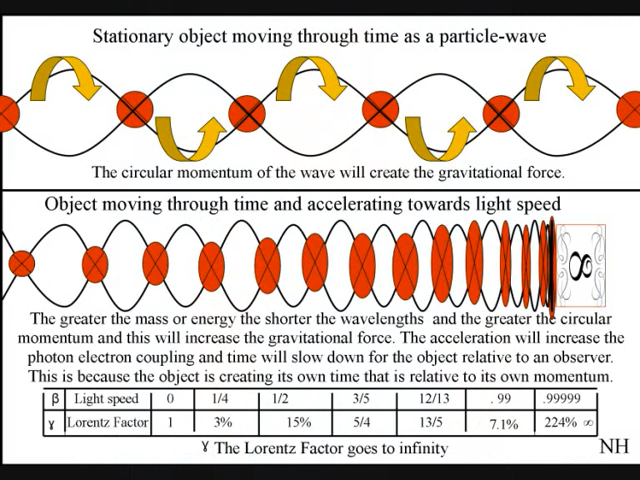 Stationary object moving through time as a particle-wave
The circular momentum of the wave will create the gravitational force.
Object moving through time and accelerating towards light speed
∞
The greater the mass or energy the shorter the wavelengths and the greater the circular
momentum and this will increase the gravitational force. The acceleration will increase the
photon electron coupling and time will slow down for the object relative to an observer.
This is because the object is creating its own time that is relative to its own momentum.
β Light speed 0 1/4 1/2 3/5 12/13 . 99 .99999
ɣ Lorentz Factor 1 3% 15% 5/4 13/5 7.1% 224% ∞
ɣ The Lorentz Factor goes to infinity
NH